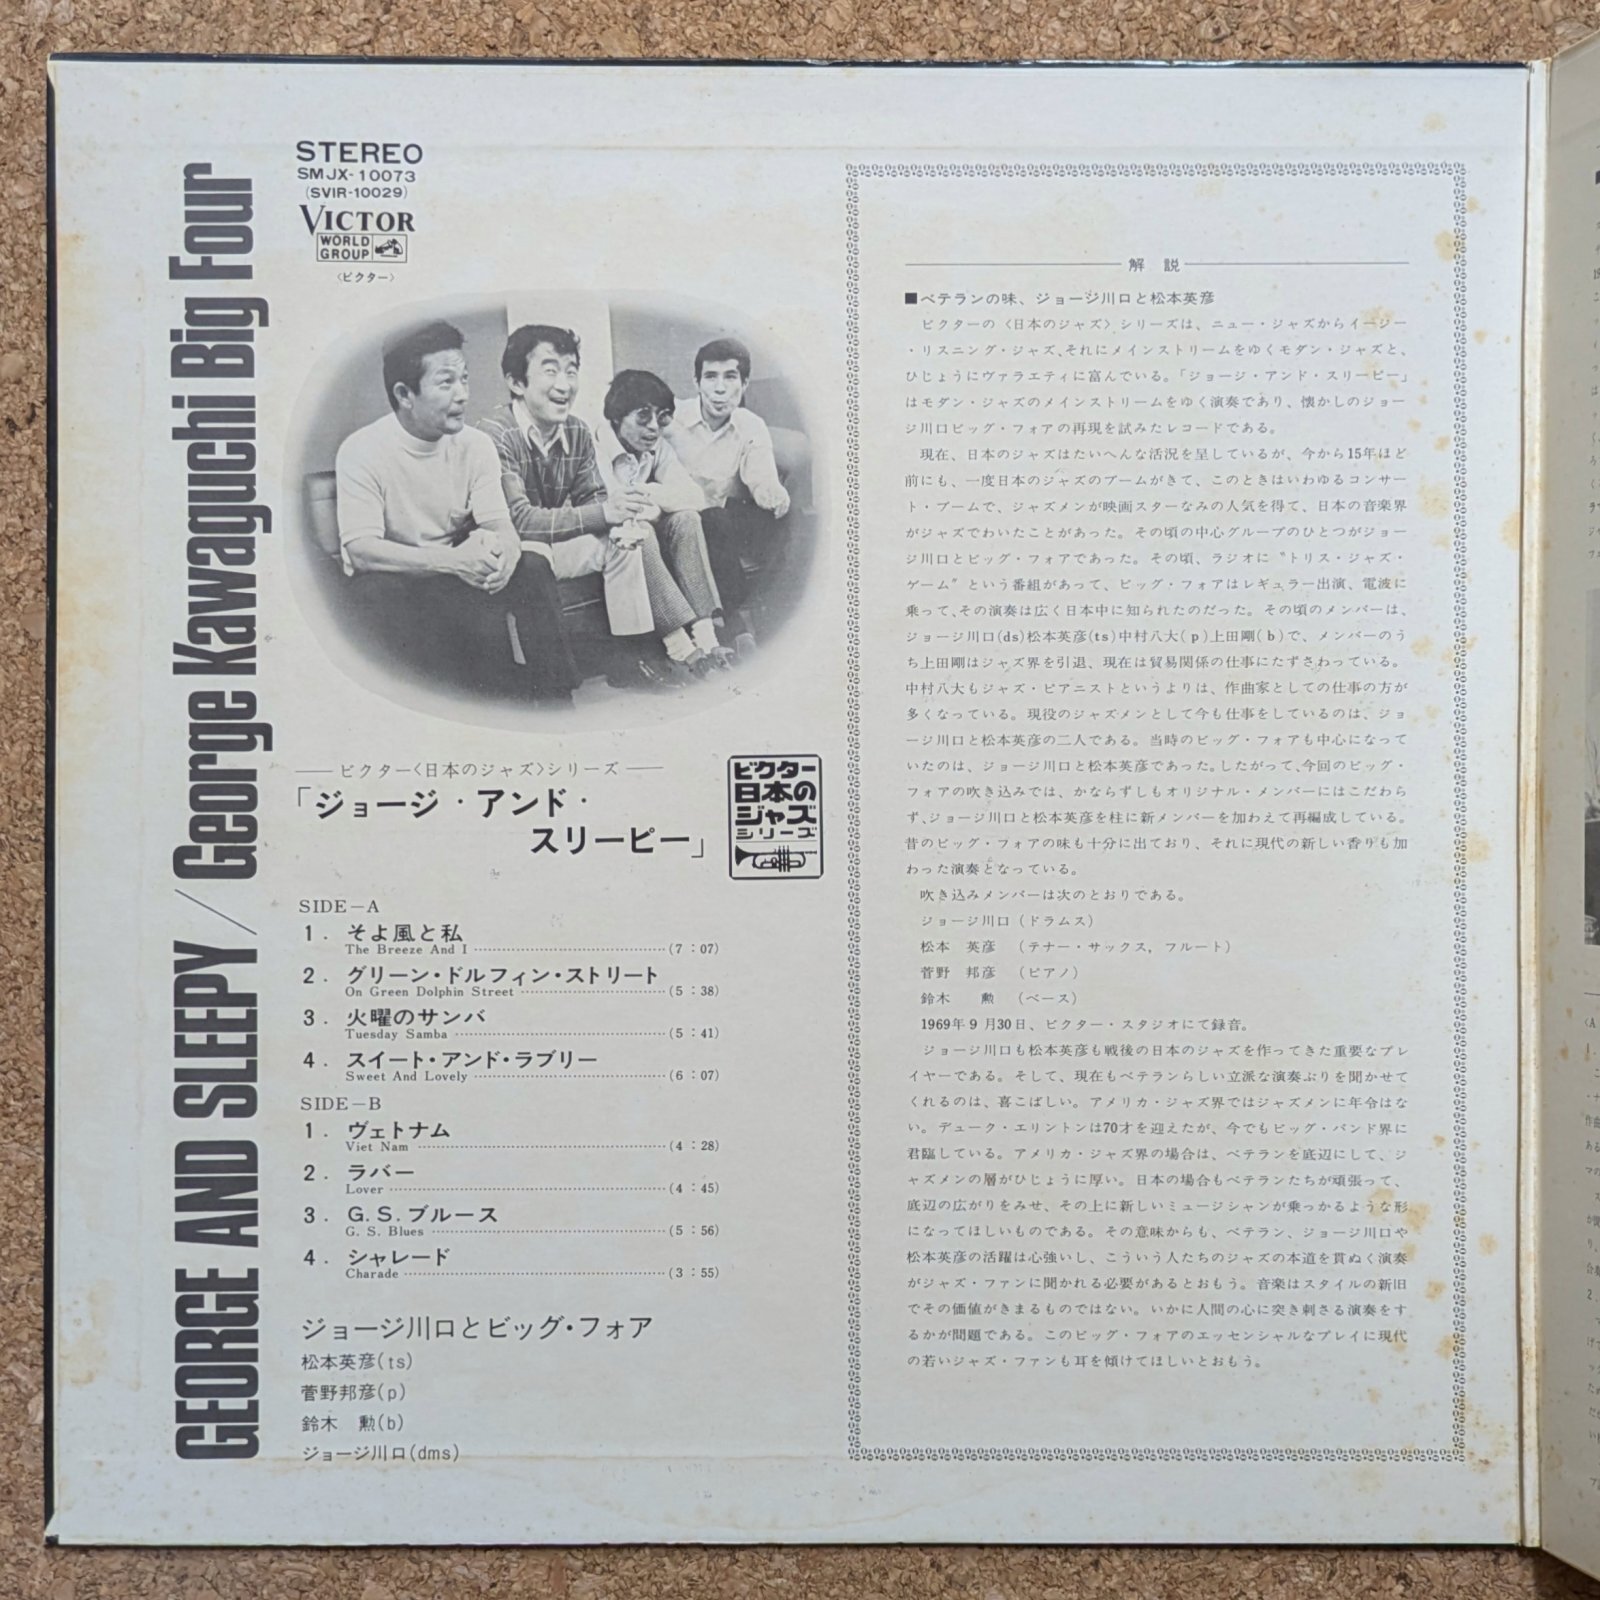 GEORGE AND SLEEPY / George Kawaguchi Big Four
STEREO
SMJX-10073
(SVIR-10029)
VICTOR
WORLD
GROUP
〈ビクター〉
ビクター〈日本のジャズ〉シリーズ
「ジョージ・アンド・
スリーピー」
ビクター
日本の
ジャズ
シリーズ
SIDE-A
1. そよ風と私
The Breeze And I (7:07)
2. グリーン・ドルフィン・ストリート
On Green Dolphin Street (5:38)
3. 火曜のサンバ
Tuesday Samba (5:41)
4. スイート・アンド・ラブリー
Sweet And Lovely (6:07)
SIDE-B
1. ヴェトナム
Viet Nam (4:28)
2. ラバー
Lover (4:45)
3. G.S.ブルース
G. S. Blues (5:56)
4. シャレード
Charade (3:55)
ジョージ川口とビッグ・フォア
松本英彦(ts)
菅野邦彦(p)
鈴木 勲(b)
ジョージ川口(dms)
解 説
■ベテランの味、ジョージ川口と松本英彦
ビクターの〈日本のジャズ〉シリーズは、ニュー・ジャズからイージー
・リスニング・ジャズ、それにメインストリームをゆくモダン・ジャズと、
ひじょうにヴァラエティに富んでいる。「ジョージ・アンド・スリーピー」
はモダン・ジャズのメインストリームをゆく演奏であり、懐かしのジョー
ジ川口ビッグ・フォアの再現を試みたレコードである。
現在、日本のジャズはたいへんな活況を呈しているが、今から15年ほど
前にも、一度日本のジャズのブームがきて、このときはいわゆるコンサー
ト・ブームで、ジャズメンが映画スターなみの人気を得て、日本の音楽界
がジャズでわいたことがあった。その頃の中心グループのひとつがジョー
ジ川口とビッグ・フォアであった。その頃、ラジオに〝トリス・ジャズ・
ゲーム〟という番組があって、ビッグ・フォアはレギュラー出演、電波に
乗って、その演奏は広く日本中に知られたのだった。その頃のメンバーは、
ジョージ川口(ds)松本英彦(ts)中村八大(p)上田剛(b)で、メンバーのう
ち上田剛はジャズ界を引退、現在は貿易関係の仕事にたずさわっている。
中村八大もジャズ・ピアニストというよりは、作曲家としての仕事の方が
多くなっている。現役のジャズメンとして今も仕事をしているのは、ジョ
ージ川口と松本英彦の二人である。当時のビッグ・フォアも中心になって
いたのは、ジョージ川口と松本英彦であった。したがって、今回のビッグ・
フォアの吹き込みでは、かならずしもオリジナル・メンバーにはこだわら
ず、ジョージ川口と松本英彦を柱に新メンバーを加わえて再編成している。
昔のビッグ・フォアの味も十分に出ており、それに現代の新しい香りも加
わった演奏となっている。
吹き込みメンバーは次のとおりである。
ジョージ川口(ドラムス)
松本 英彦 (テナー・サックス, フルート)
菅野 邦彦 (ピアノ)
鈴木 勲 (ベース)
1969年9月30日、ビクター・スタジオにて録音。
ジョージ川口も松本英彦も戦後の日本のジャズを作ってきた重要なプレ
イヤーである。そして、現在もベテランらしい立派な演奏ぶりを聞かせて
くれるのは、喜こばしい。アメリカ・ジャズ界ではジャズメンに年令はな
い。デューク・エリントンは70才を迎えたが、今でもビッグ・バンド界に
君臨している。アメリカ・ジャズ界の場合は、ベテランを底辺にして、ジ
ャズメンの層がひじょうに厚い。日本の場合もベテランたちが頑張って、
底辺の広がりをみせ、その上に新しいミュージシャンが乗っかるような形
になってほしいものである。その意味からも、ベテラン、ジョージ川口や
松本英彦の活躍は心強いし、こういう人たちのジャズの本道を貫ぬく演奏
がジャズ・ファンに聞かれる必要があるとおもう。音楽はスタイルの新旧
でその価値がきまるものではない。いかに人間の心に突き刺さる演奏をす
るかが問題である。このビッグ・フォアのエッセンシャルなプレイに現代
の若いジャズ・ファンも耳を傾けてほしいとおもう。